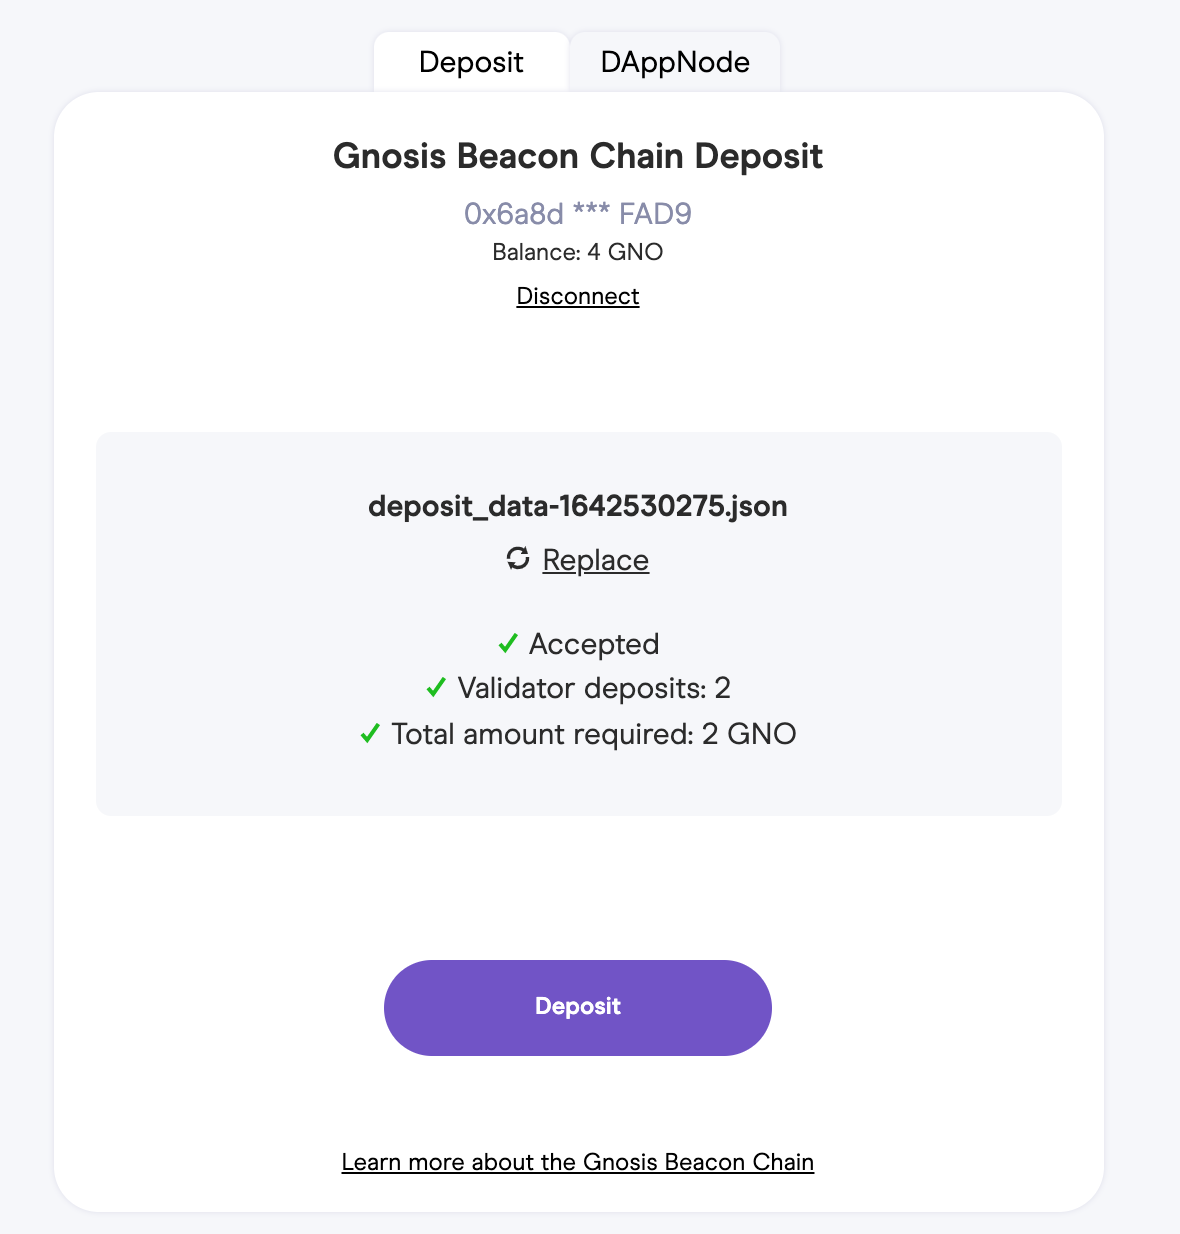 Deposit DAppNode
Gnosis Beacon Chain Deposit
0x6a8d *** FAD9
Balance: 4 GNO
Disconnect
deposit_data-1642530275.json
Replace
Accepted
Validator deposits: 2
Total amount required: 2 GNO
Deposit
Learn more about the Gnosis Beacon Chain